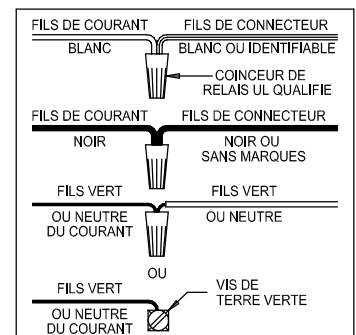 FILS DE COURANT FILS DE CONNECTEUR
BLANC BLANC OU IDENTIFIABLE
COINCEUR DE
RELAIS UL QUALIFIE
FILS DE COURANT FILS DE CONNECTEUR
NOIR NOIR OU
SANS MARQUES
FILS VERT FILS VERT
OU NEUTRE OU NEUTRE
DU COURANT
OU
FILS VERT VIS DE
TERRE VERTE
OU NEUTRE
DU COURANT